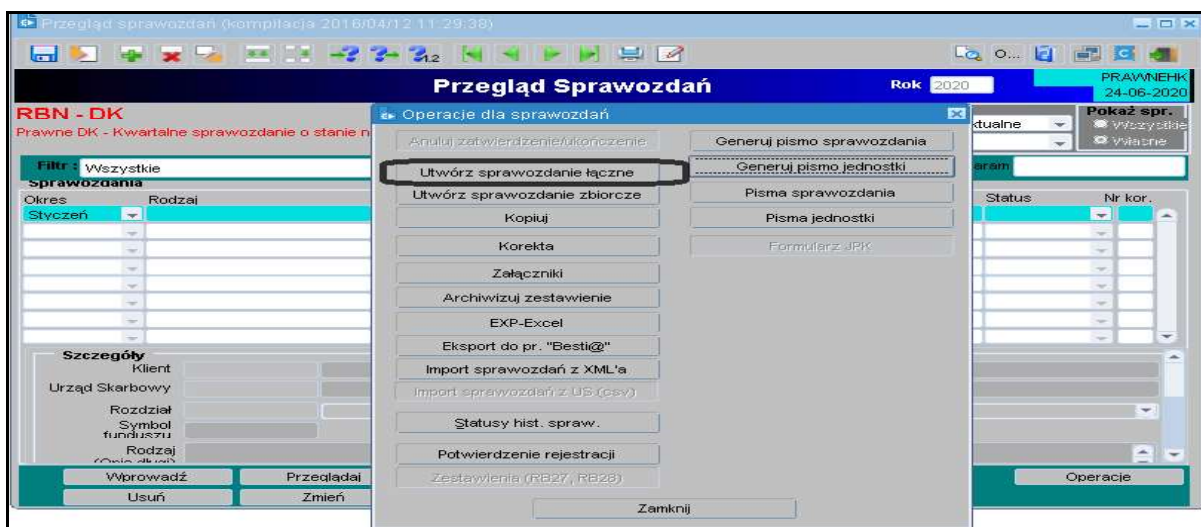 Przegląd sprawozdań (kompilacja 2016/04/12 11:29:38)
O...
Przegląd Sprawozdań
Rok 2020
PRAWNEHK
24-06-2020
RBN - DK
Prawne DK - Kwartalne sprawozdanie o stanie n
ktualne
Pokaż spr.
Wszystkie
Własne
Filtr : Wszystkie
aram
Sprawozdania
Okres Rodzaj Status Nr kor.
Styczeń
Szczegóły
Klient
Urząd Skarbowy
Rozdział
Symbol
funduszu
Rodzaj
Wprowadź Przeglądaj Operacje
Usuń Zmień
Operacje dla sprawozdań
Anuluj zatwierdzenie/ukończenie
Utwórz sprawozdanie łączne
Utwórz sprawozdanie zbiorcze
Kopiuj
Korekta
Załączniki
Archiwizuj zestawienie
EXP-Excel
Eksport do pr. "Besti@"
Import sprawozdań z XML'a
Import sprawozdań z US (csv)
Statusy hist. spraw.
Potwierdzenie rejestracji
Zestawienia (RB27, RB28)
Generuj pismo sprawozdania
Generuj pismo jednostki
Pisma sprawozdania
Pisma jednostki
Formularz JPK
Zamknij